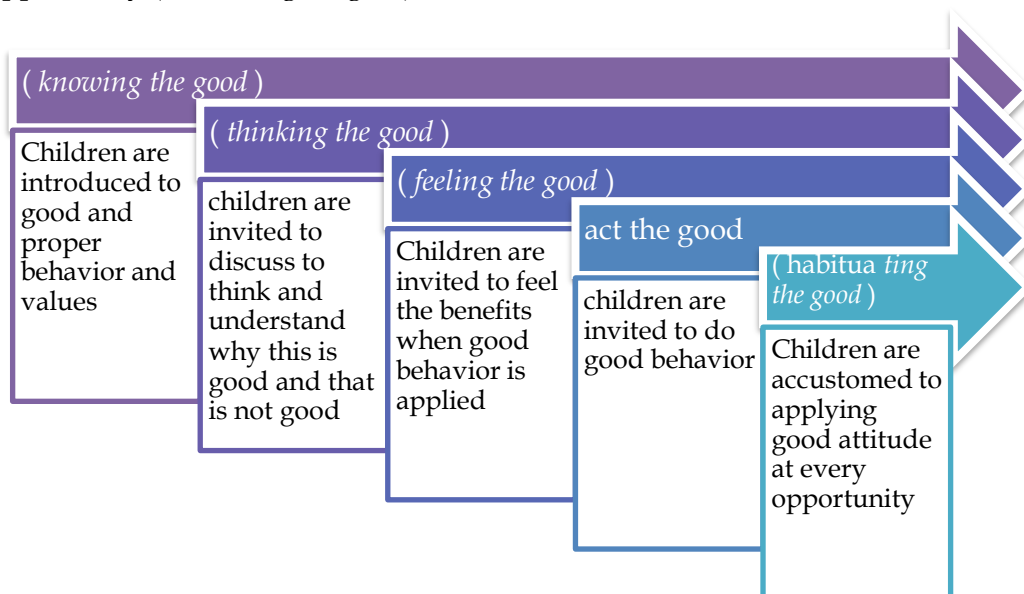 ( knowing the good )
Children are
introduced to
good and
proper
behavior and
values
( thinking the good )
children are
invited to
discuss to
think and
understand
why this is
good and that
is not good
( feeling the good )
Children are
invited to feel
the benefits
when good
behavior is
applied
act the good
children are
invited to do
good behavior
( habitua ting
the good )
Children are
accustomed to
applying
good attitude
at every
opportunity